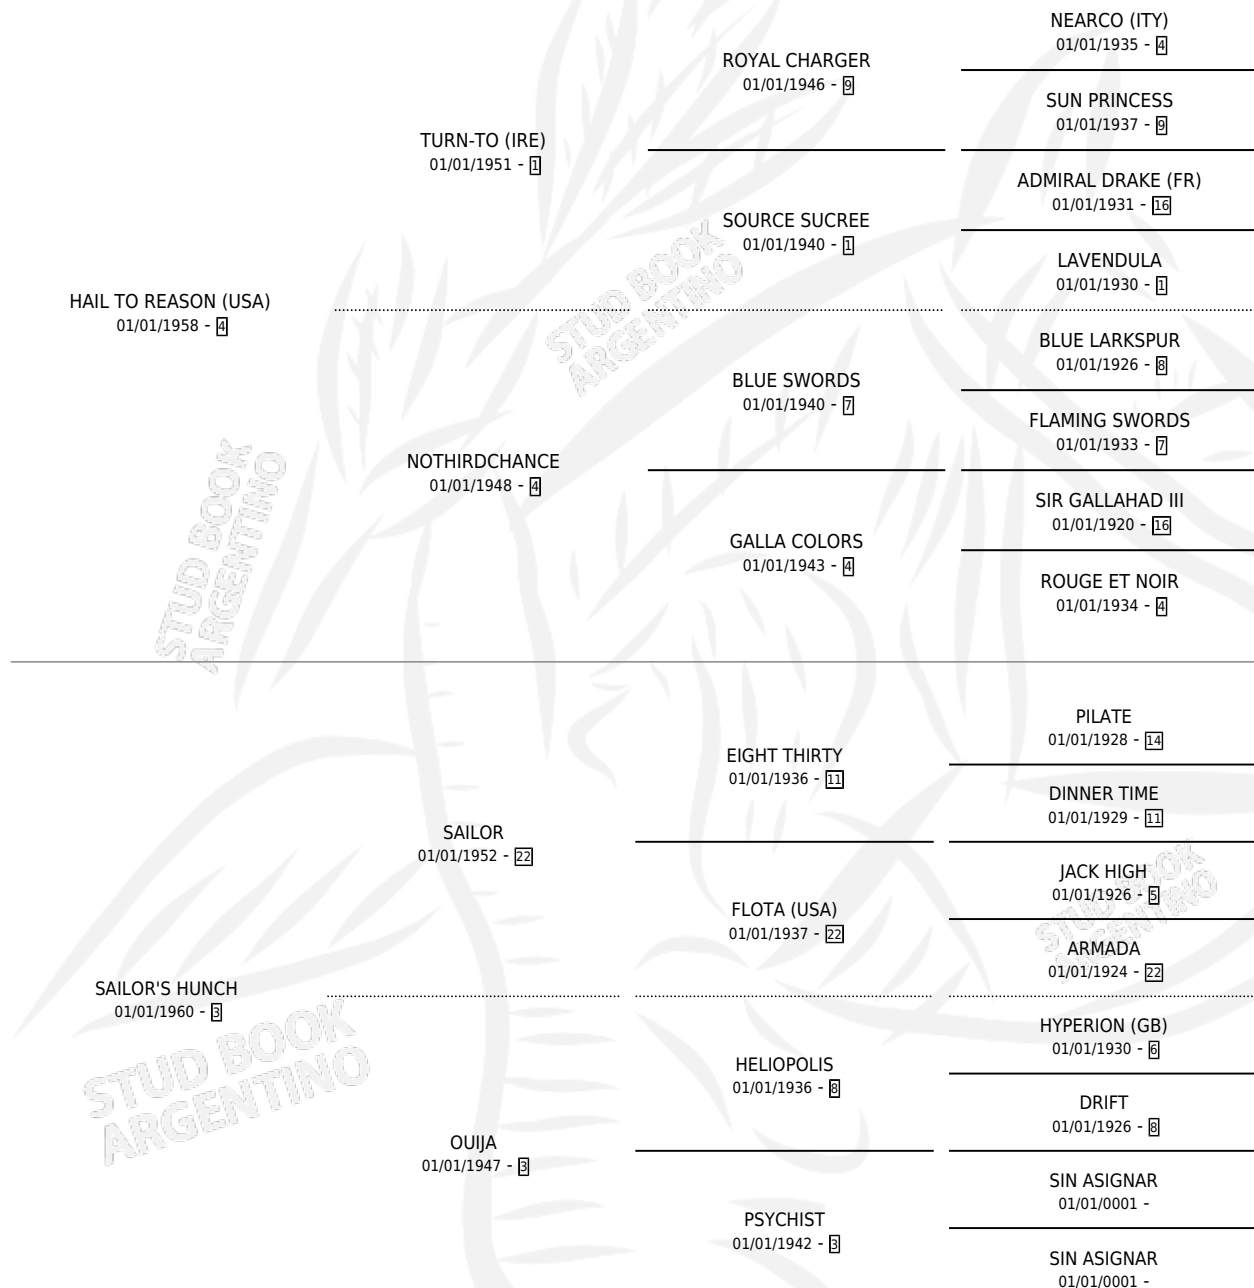 NEARCO (ITY)
01/01/1935 - 4
ROYAL CHARGER
01/01/1946 - 9
SUN PRINCESS
01/01/1937 - 9
TURN-TO (IRE)
01/01/1951 - 1
ADMIRAL DRAKE (FR)
01/01/1931 - 16
SOURCE SUCREE
01/01/1940 - 1
LAVENDULA
01/01/1930 - 1
HAIL TO REASON (USA)
01/01/1958 - 4
BLUE LARKSPUR
01/01/1926 - 8
BLUE SWORDS
01/01/1940 - 7
FLAMING SWORDS
01/01/1933 - 7
NOTHIRDCHANCE
01/01/1948 - 4
SIR GALLAHAD III
01/01/1920 - 16
GALLA COLORS
01/01/1943 - 4
ROUGE ET NOIR
01/01/1934 - 4
PILATE
01/01/1928 - 14
EIGHT THIRTY
01/01/1936 - 11
DINNER TIME
01/01/1929 - 11
SAILOR
01/01/1952 - 22
JACK HIGH
01/01/1926 - 5
FLOTA (USA)
01/01/1937 - 22
ARMADA
01/01/1924 - 22
SAILOR'S HUNCH
01/01/1960 - 3
HYPERION (GB)
01/01/1930 - 6
HELIOPOLIS
01/01/1936 - 8
DRIFT
01/01/1926 - 8
OUIJA
01/01/1947 - 3
SIN ASIGNAR
01/01/0001 -
PSYCHIST
01/01/1942 - 3
SIN ASIGNAR
01/01/0001 -
STUD BOOK
ARGENTINO
STUD BOOK
ARGENTINO
STUD BOOK
ARGENTINO
STUD BOOK
ARGENTINO